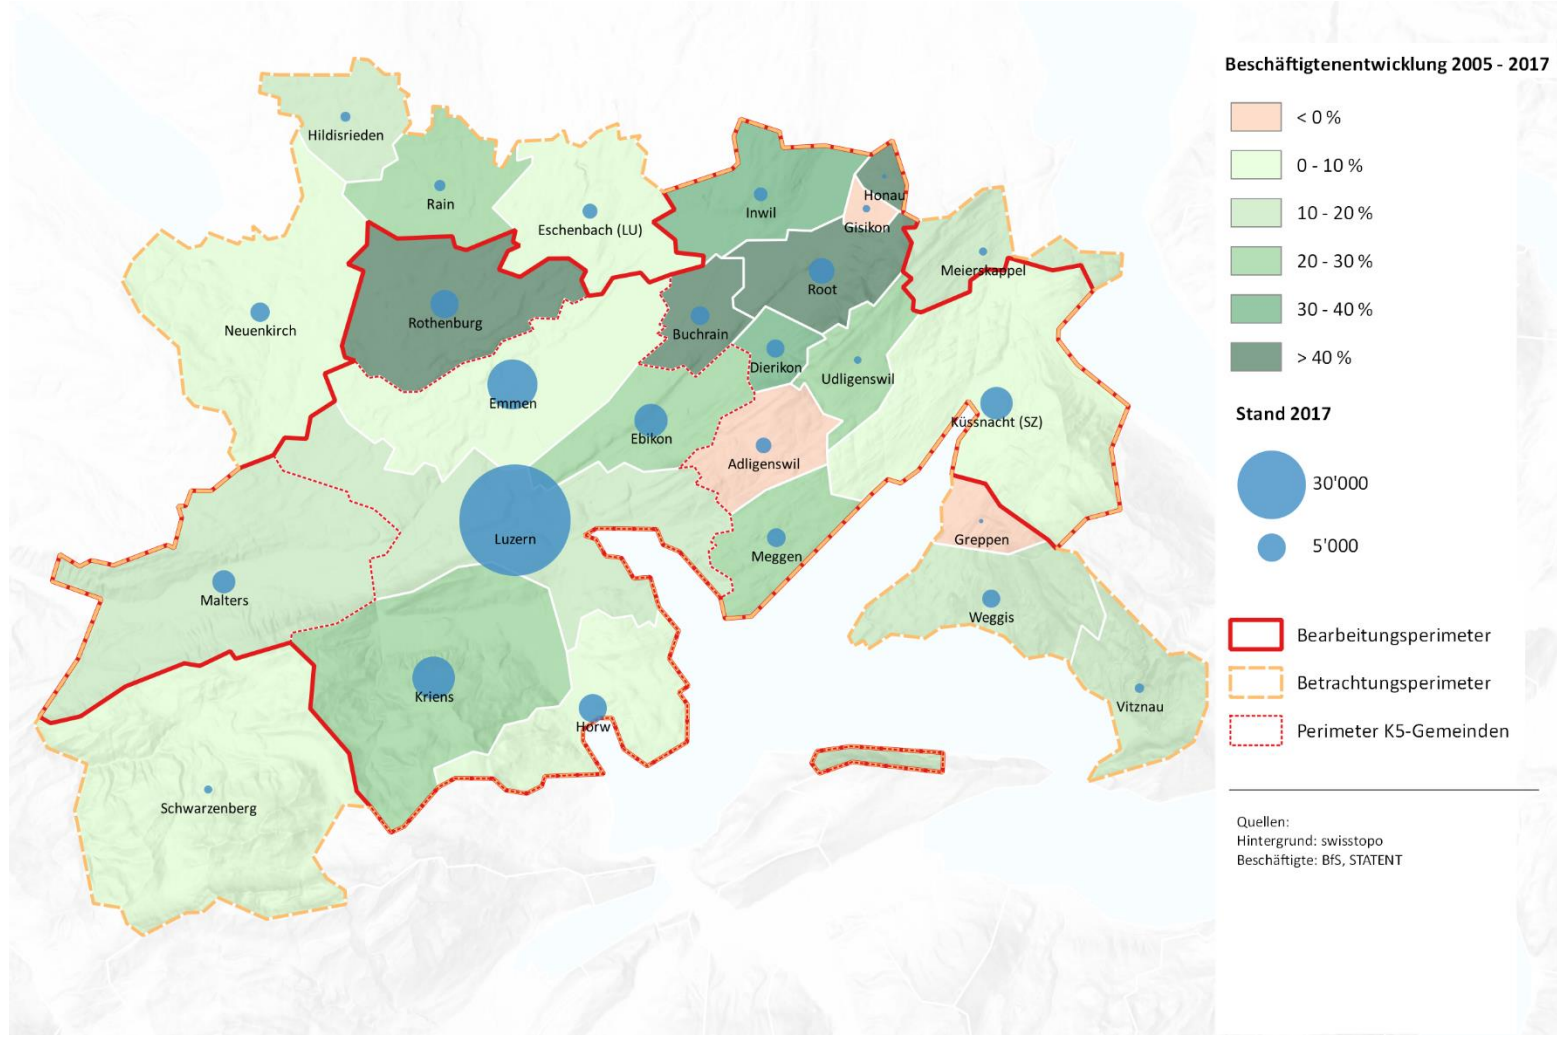 Beschäftigtenentwicklung 2005 - 2017
< 0 %
0 - 10 %
10 - 20 %
20 - 30 %
30 - 40 %
> 40 %
Stand 2017
30'000
5'000
Bearbeitungsperimeter
Betrachtungsperimeter
Perimeter K5-Gemeinden
Quellen:
Hintergrund: swisstopo
Beschäftigte: BfS, STATENT
Hildisrieden
Rain
Eschenbach (LU)
Inwil
Honau
Gisikon
Meierskappel
Root
Neuenkirch
Rothenburg
Buchrain
Dierikon
Udligenswil
Emmen
Ebikon
Küssnacht (SZ)
Adligenswil
Luzern
Meggen
Greppen
Malters
Weggis
Kriens
Horw
Vitznau
Schwarzenberg